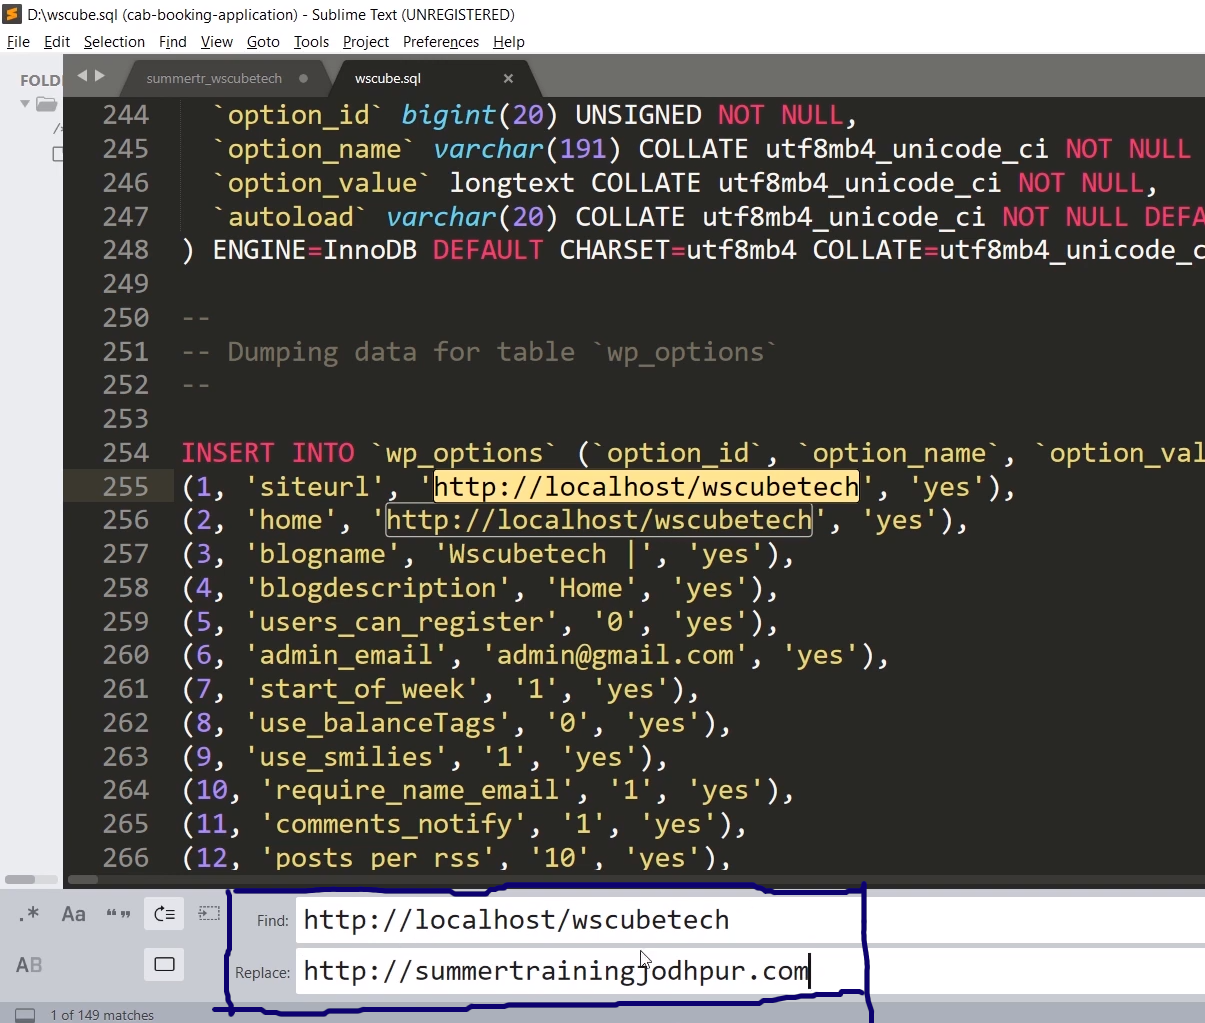 D:\wscube.sql (cab-booking-application) - Sublime Text (UNREGISTERED)
File Edit Selection Find View Goto Tools Project Preferences Help
FOLD
summertr_wscubetech wscube.sql
244 `option_id` bigint(20) UNSIGNED NOT NULL,
245 `option_name` varchar(191) COLLATE utf8mb4_unicode_ci NOT NULL
246 `option_value` longtext COLLATE utf8mb4_unicode_ci NOT NULL,
247 `autoload` varchar(20) COLLATE utf8mb4_unicode_ci NOT NULL DEFA
248 ) ENGINE=InnoDB DEFAULT CHARSET=utf8mb4 COLLATE=utf8mb4_unicode_c
249
250 --
251 -- Dumping data for table `wp_options`
252 --
253
254 INSERT INTO `wp_options` (`option_id`, `option_name`, `option_val
255 (1, 'siteurl', 'http://localhost/wscubetech', 'yes'),
256 (2, 'home', 'http://localhost/wscubetech', 'yes'),
257 (3, 'blogname', 'Wscubetech |', 'yes'),
258 (4, 'blogdescription', 'Home', 'yes'),
259 (5, 'users_can_register', '0', 'yes'),
260 (6, 'admin_email', 'admin@gmail.com', 'yes'),
261 (7, 'start_of_week', '1', 'yes'),
262 (8, 'use_balanceTags', '0', 'yes'),
263 (9, 'use_smilies', '1', 'yes'),
264 (10, 'require_name_email', '1', 'yes'),
265 (11, 'comments_notify', '1', 'yes'),
266 (12, 'posts_per_rss', '10', 'yes'),
.* Aa “” Find: http://localhost/wscubetech
AB Replace: http://summertrainingjodhpur.com
1 of 149 matches